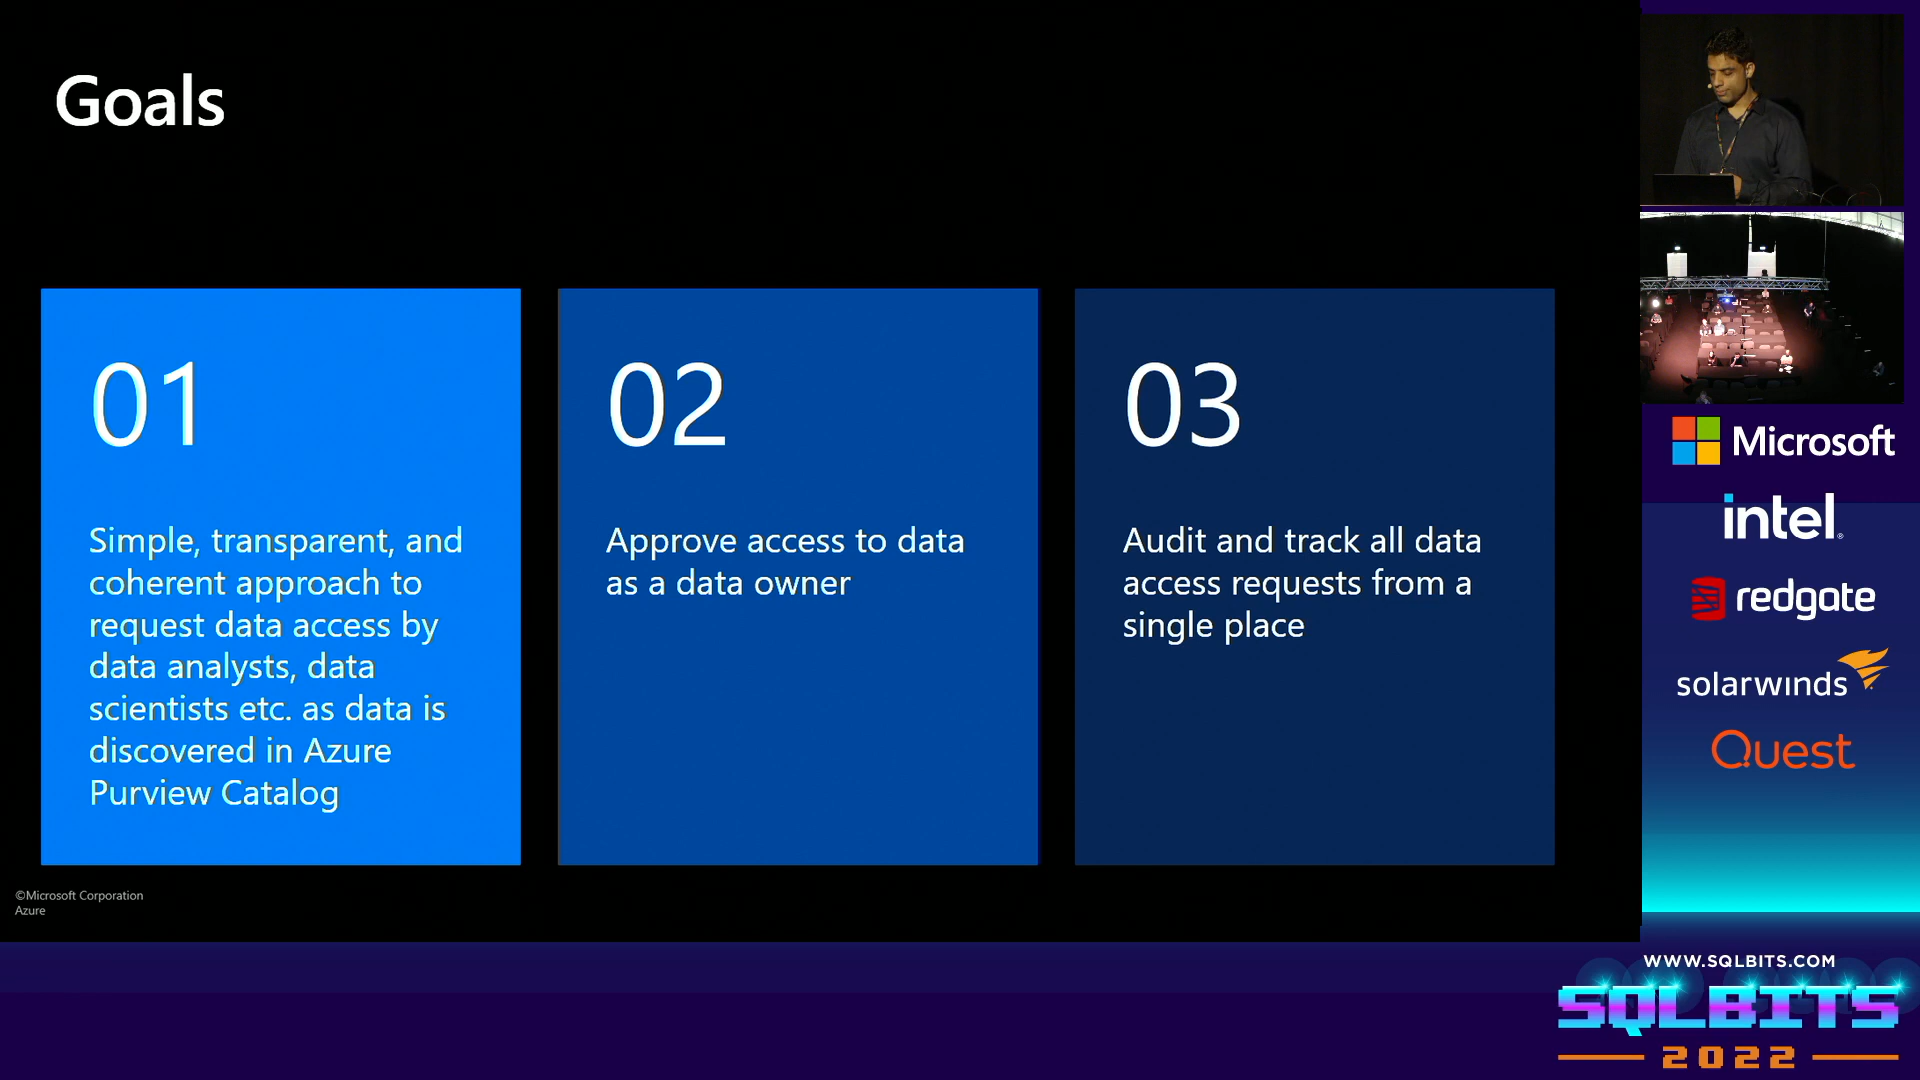 Goals
01
Simple, transparent, and
coherent approach to
request data access by
data analysts, data
scientists etc. as data is
discovered in Azure
Purview Catalog
02
Approve access to data
as a data owner
03
Audit and track all data
access requests from a
single place
©Microsoft Corporation
Azure
Microsoft
intel
redgate
solarwinds
Quest
WWW.SQLBITS.COM
SQLBITS
2022